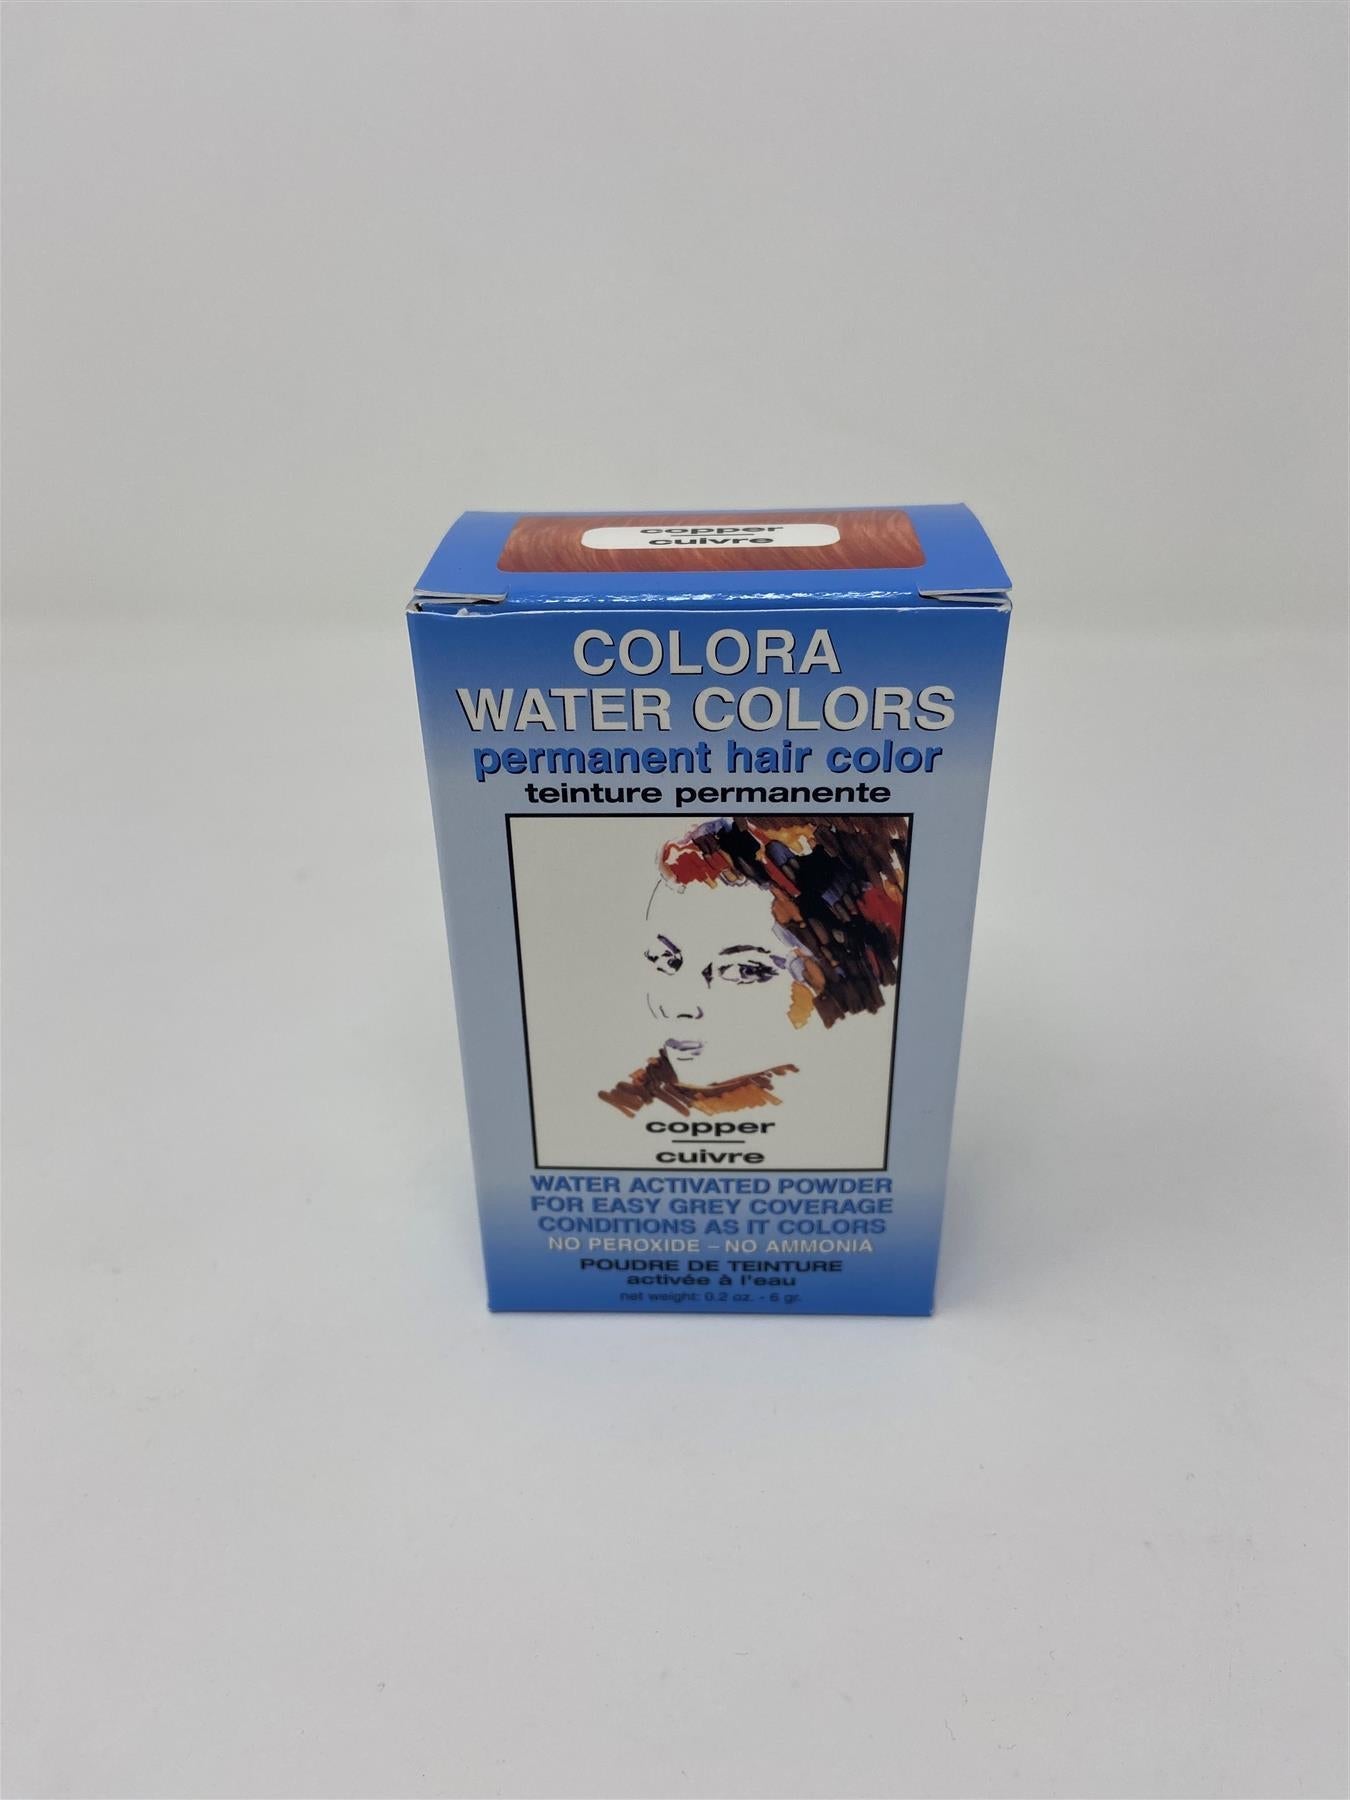 copper
cuivre
COLORA
WATER COLORS
permanent hair color
teinture permanente
copper
cuivre
WATER ACTIVATED POWDER
FOR EASY GREY COVERAGE
CONDITIONS AS IT COLORS
NO PEROXIDE – NO AMMONIA
POUDRE DE TEINTURE
activée à l'eau
net weight: 0.2 oz. - 6 gr.